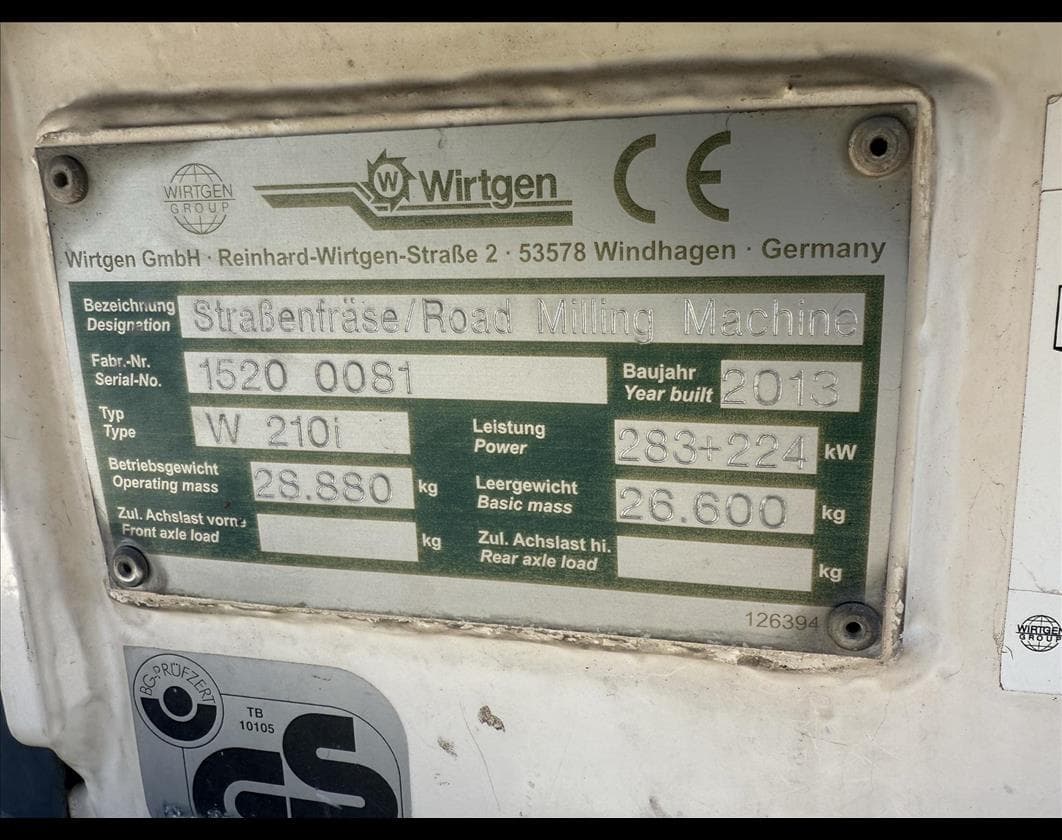 WIRTGEN
GROUP
W Wirtgen CE
Wirtgen GmbH · Reinhard-Wirtgen-Straße 2 · 53578 Windhagen · Germany
Bezeichnung
Designation
Straßenfräse/Road Milling Machine
Fabr.-Nr.
Serial-No.
1520 0081
Baujahr
Year built
2013
Typ
Type
W 210i
Leistung
Power
283+224 kW
Betriebsgewicht
Operating mass
28.880 kg
Leergewicht
Basic mass
26.600 kg
Zul. Achslast vorne
Front axle load
kg
Zul. Achslast hi.
Rear axle load
kg
126394
BG-PRÜFZERT
TB
10105
GS
WIRTGEN
GROUP